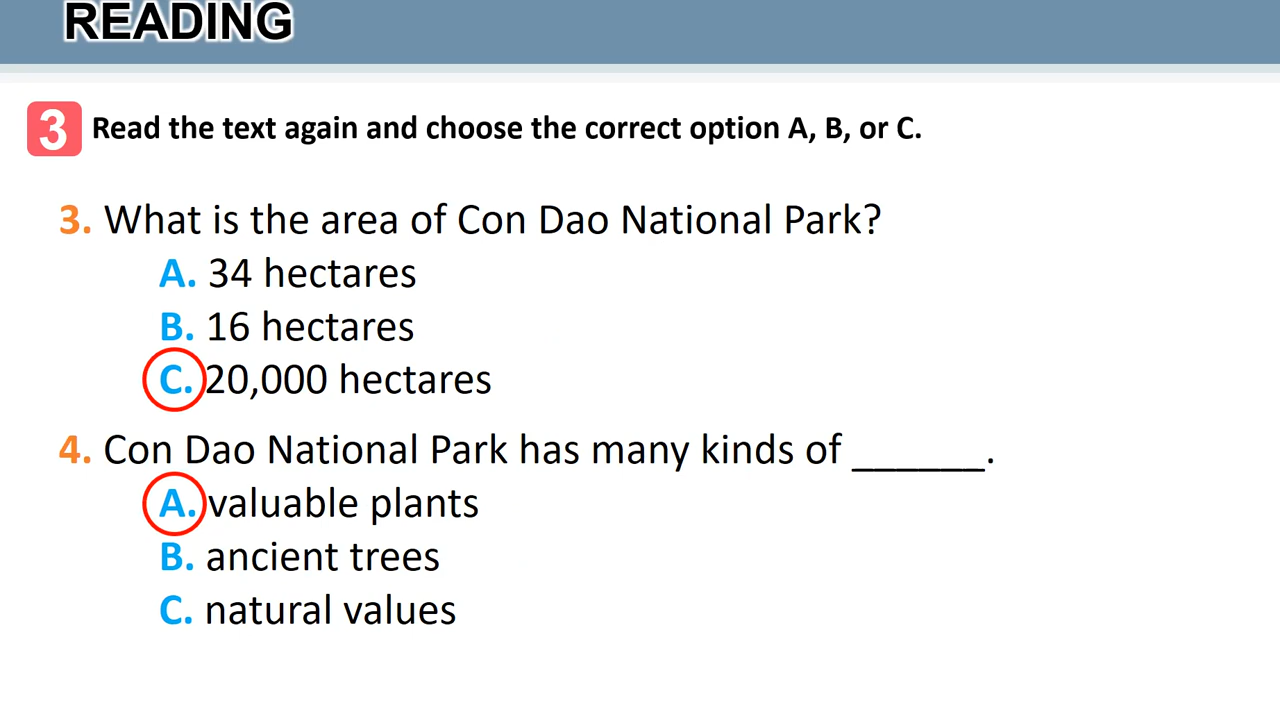 READING
3 Read the text again and choose the correct option A, B, or C.
3. What is the area of Con Dao National Park?
A. 34 hectares
B. 16 hectares
C. 20,000 hectares
4. Con Dao National Park has many kinds of ______.
A. valuable plants
B. ancient trees
C. natural values